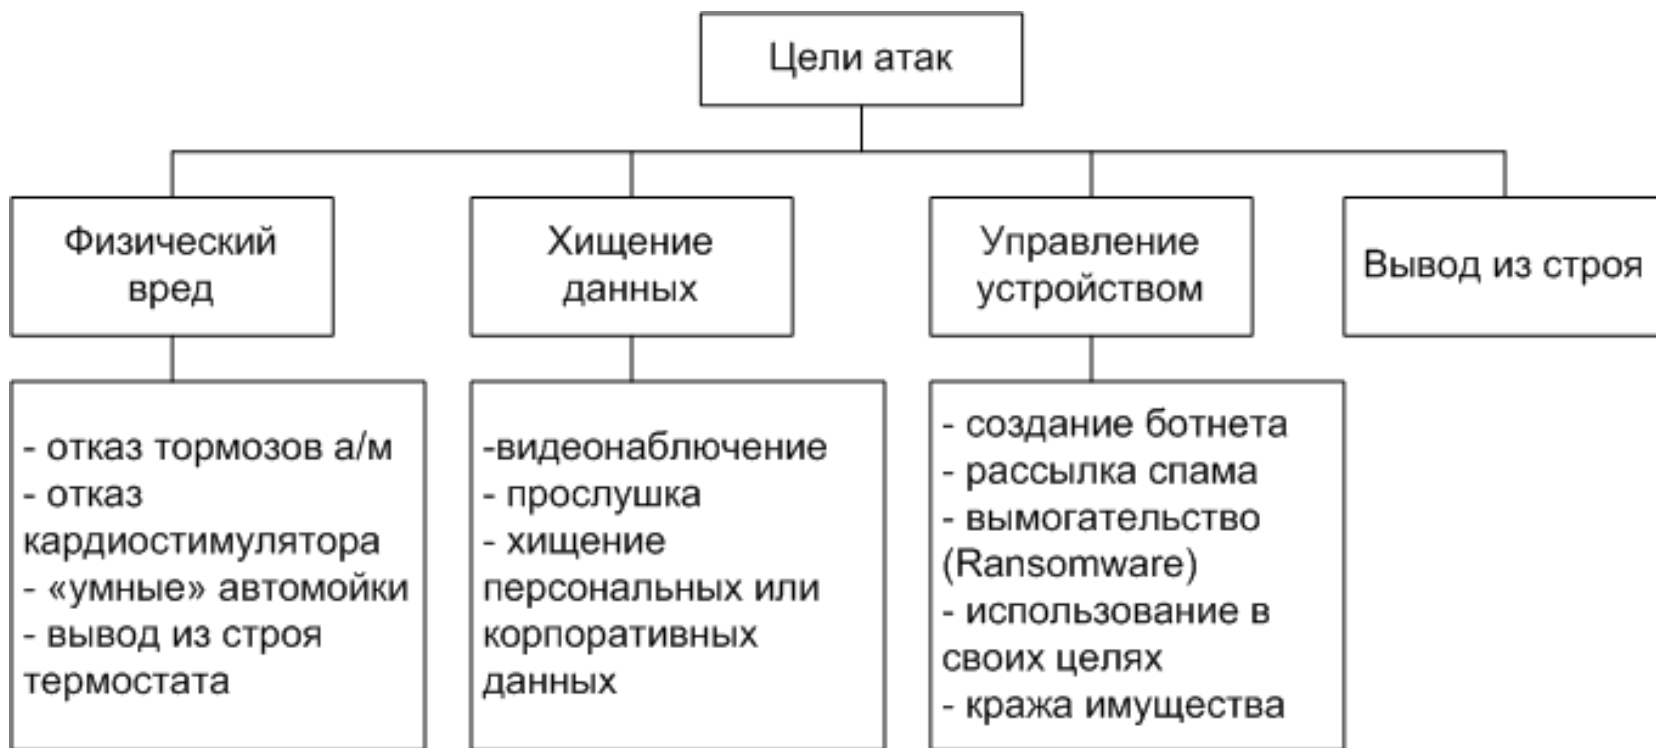 Цели атак
Физический
вред
Хищение
данных
Управление
устройством
Вывод из строя
- отказ тормозов а/м
- отказ
кардиостимулятора
- «умные» автомойки
- вывод из строя
термостата
-видеонаблючение
- прослушка
- хищение
персональных или
корпоративных
данных
- создание ботнета
- рассылка спама
- вымогательство
(Ransomware)
- использование в
своих целях
- кража имущества